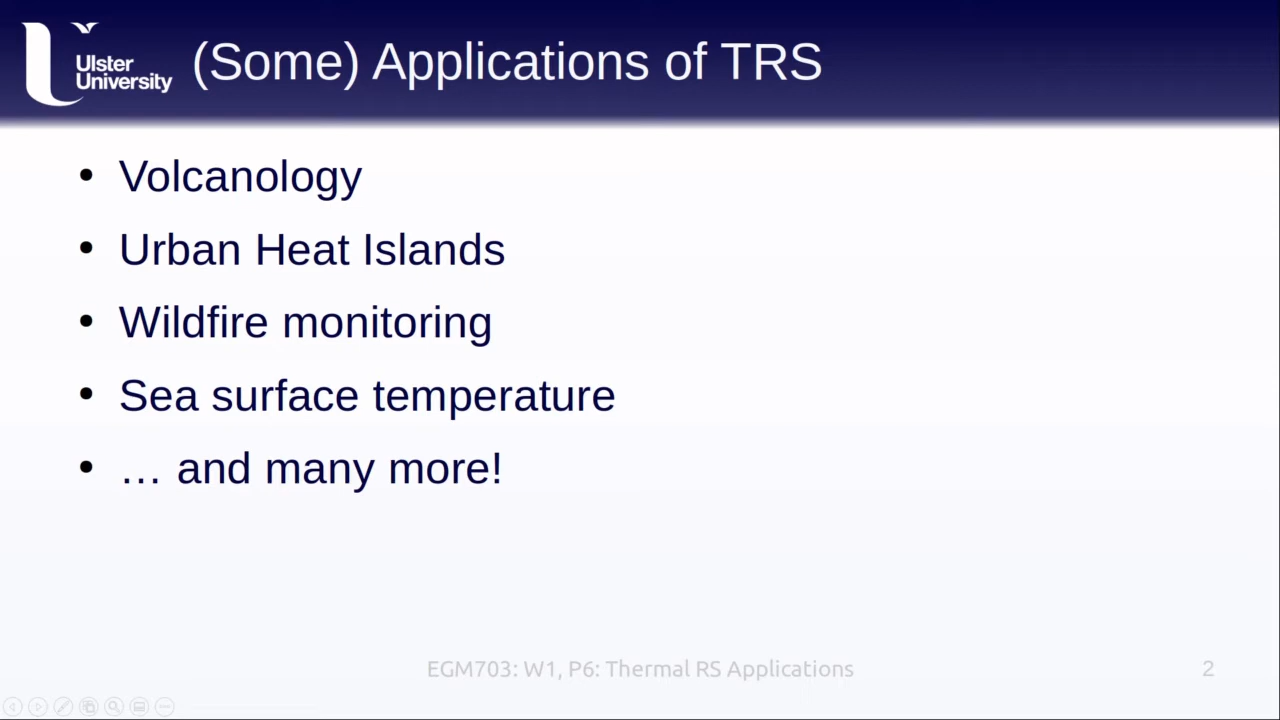 Ulster
University
(Some) Applications of TRS
• Volcanology
• Urban Heat Islands
• Wildfire monitoring
• Sea surface temperature
• … and many more!
EGM703: W1, P6: Thermal RS Applications
2